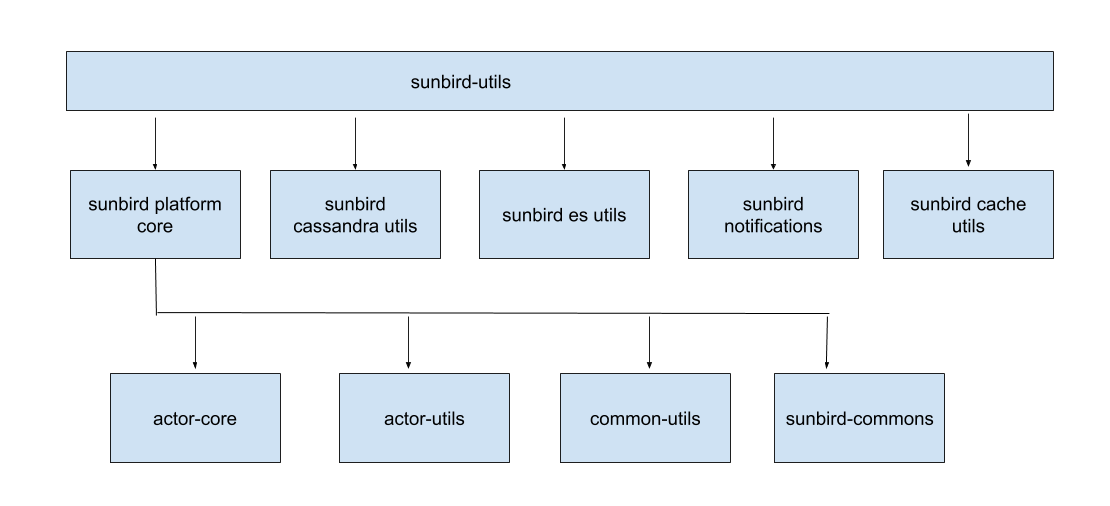 sunbird-utils
sunbird platform
core
sunbird
cassandra utils
sunbird es utils
sunbird
notifications
sunbird cache
utils
actor-core
actor-utils
common-utils
sunbird-commons